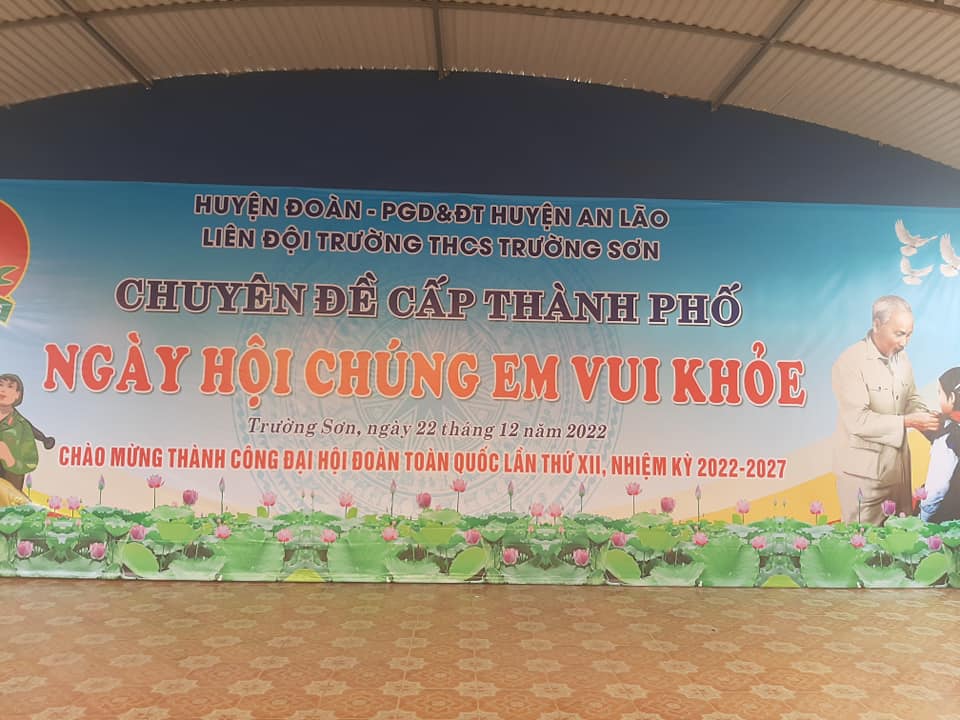 HUYỆN ĐOÀN - PGD&ĐT HUYỆN AN LÃO
LIÊN ĐỘI TRƯỜNG THCS TRƯỜNG SƠN
CHUYÊN ĐỀ CẤP THÀNH PHỐ
NGÀY HỘI CHÚNG EM VUI KHỎE
Trường Sơn, ngày 22 tháng 12 năm 2022
CHÀO MỪNG THÀNH CÔNG ĐẠI HỘI ĐOÀN TOÀN QUỐC LẦN THỨ XII, NHIỆM KỲ 2022-2027